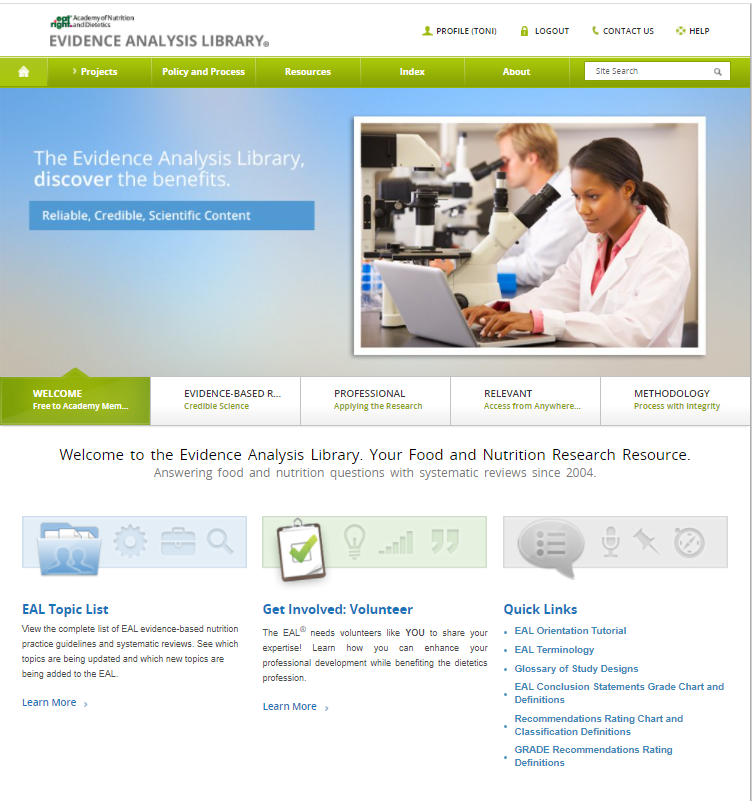 eat right. Academy of Nutrition and Dietetics
EVIDENCE ANALYSIS LIBRARY®
PROFILE (TONI)
LOGOUT
CONTACT US
HELP
Projects
Policy and Process
Resources
Index
About
Site Search
The Evidence Analysis Library,
discover the benefits.
Reliable, Credible, Scientific Content
WELCOME
Free to Academy Mem...
EVIDENCE-BASED R...
Credible Science
PROFESSIONAL
Applying the Research
RELEVANT
Access from Anywhere...
METHODOLOGY
Process with Integrity
Welcome to the Evidence Analysis Library. Your Food and Nutrition Research Resource.
Answering food and nutrition questions with systematic reviews since 2004.
EAL Topic List
View the complete list of EAL evidence-based nutrition
practice guidelines and systematic reviews. See which
topics are being updated and which new topics are
being added to the EAL.
Learn More ›
Get Involved: Volunteer
The EAL® needs volunteers like YOU to share your
expertise! Learn how you can enhance your
professional development while benefiting the dietetics
profession.
Learn More ›
Quick Links
EAL Orientation Tutorial
EAL Terminology
Glossary of Study Designs
EAL Conclusion Statements Grade Chart and
Definitions
Recommendations Rating Chart and
Classification Definitions
GRADE Recommendations Rating
Definitions